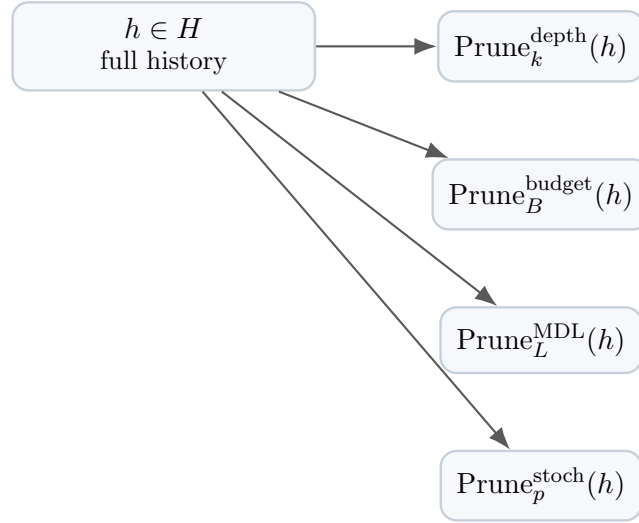 h ∈ H
full history
Prune_k^depth(h)
Prune_B^budget(h)
Prune_L^MDL(h)
Prune_p^stoch(h)